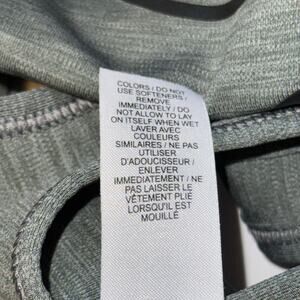 COLORS / DO NOT
USE SOFTENERS /
REMOVE
IMMEDIATELY / DO
NOT ALLOW TO LAY
ON ITSELF WHEN WET
LAVER AVEC
COULEURS
SIMILAIRES / NE PAS
UTILISER
D'ADOUCISSEUR /
ENLEVER
IMMEDIATEMENT / NE
PAS LAISSER LE
VÊTEMENT PLIÉ
LORSQU'IL EST
MOUILLÉ